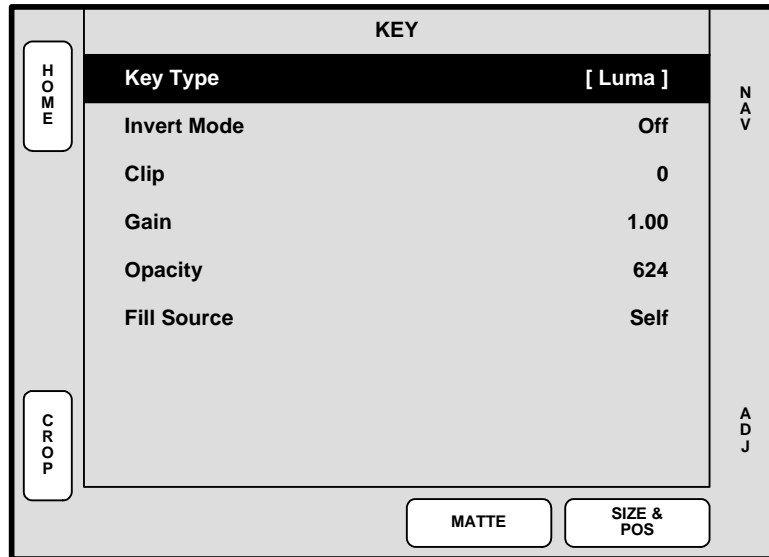 KEY
HOME
Key Type [ Luma ]
NAV
Invert Mode Off
Clip 0
Gain 1.00
Opacity 624
Fill Source Self
CROP
ADJ
MATTE
SIZE &
POS